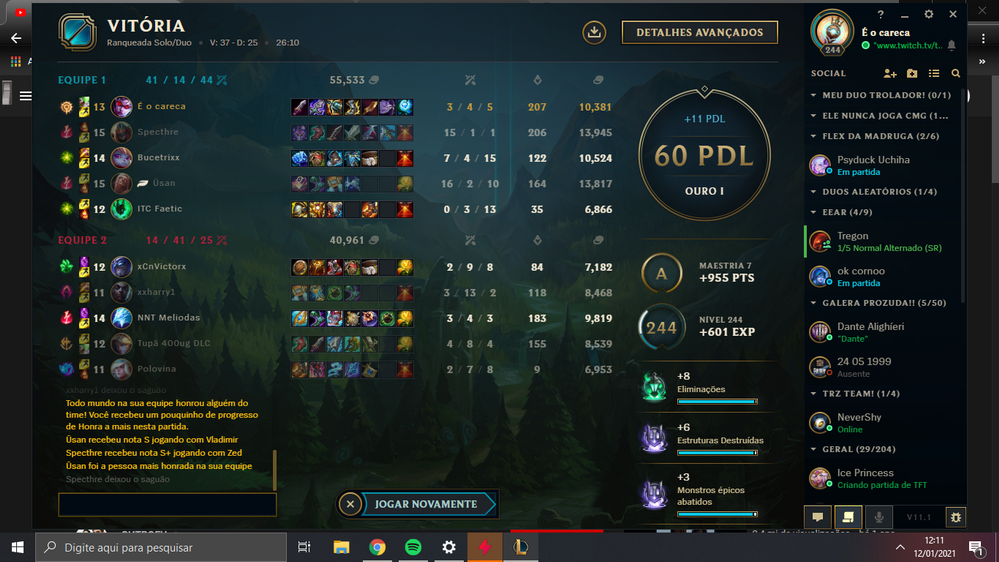 VITÓRIA
Ranqueada Solo/Duo • V: 37 - D: 25 • 26:10
DETALHES AVANÇADOS
EQUIPE 1 41 / 14 / 44 55,533
13 É o careca 3 / 4 / 5 207 10,381
15 Specthre 15 / 1 / 1 206 13,945
14 Bucetrixx 7 / 4 / 15 122 10,524
15 Üsan 16 / 2 / 10 164 13,817
12 ITC Faetic 0 / 3 / 13 35 6,866
EQUIPE 2 14 / 41 / 25 40,961
12 xCnVictorx 2 / 9 / 8 84 7,182
11 xxharry1 3 / 13 / 2 118 8,468
14 NNT Meliodas 3 / 4 / 3 183 9,819
12 Tupã 400ug DLC 4 / 8 / 4 155 8,539
11 Polovina 2 / 7 / 8 9 6,953
xxharry1 deixou o saguão
Todo mundo na sua equipe honrou alguém do
time! Você recebeu um pouquinho de progresso
de Honra a mais nesta partida.
Üsan recebeu nota S jogando com Vladimir
Specthre recebeu nota S+ jogando com Zed
Üsan foi a pessoa mais honrada na sua equipe
Specthre deixou o saguão
JOGAR NOVAMENTE
+11 PDL
60 PDL
OURO I
A
MAESTRIA 7
+955 PTS
244
NÍVEL 244
+601 EXP
+8
Eliminações
+6
Estruturas Destruídas
+3
Monstros épicos
abatidos
244
É o careca
"www.twitch.tv/t...
SOCIAL
MEU DUO TROLADOR! (0/1)
ELE NUNCA JOGA CMG (1...
FLEX DA MADRUGA (2/6)
Psyduck Uchiha
Em partida
DUOS ALEATÓRIOS (1/4)
EEAR (4/9)
Tregon
1/5 Normal Alternado (SR)
ok cornoo
Em partida
GALERA PROZUDA!! (5/50)
Dante Alighíeri
"Dante"
24 05 1999
Ausente
TRZ TEAM! (1/4)
NeverShy
Online
GERAL (29/204)
Ice Princess
Criando partida de TFT
V11.1
Digite aqui para pesquisar
12:11
12/01/2021
1